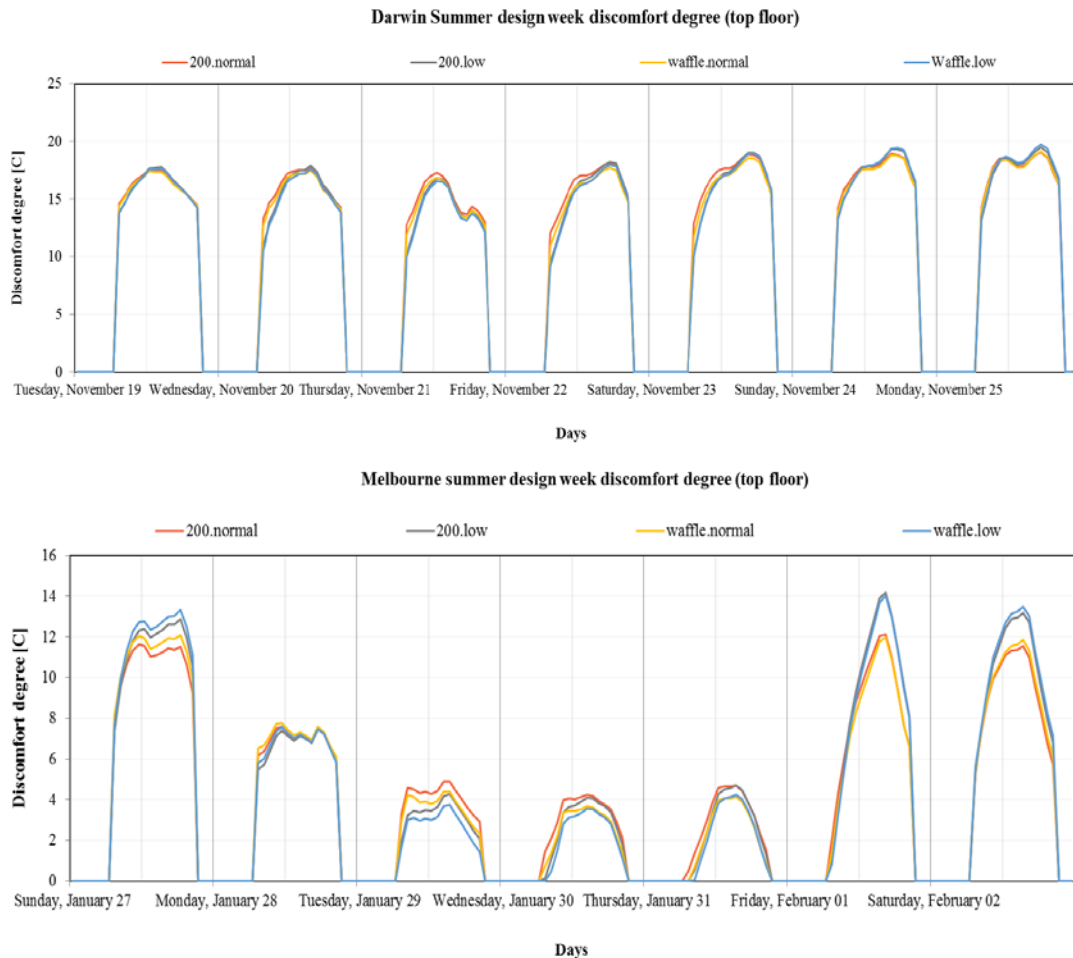 Darwin Summer design week discomfort degree (top floor)
200.normal 200.low waffle.normal Waffle.low
25
20
15
10
5
0
Discomfort degree [C]
Tuesday, November 19 Wednesday, November 20 Thursday, November 21 Friday, November 22 Saturday, November 23 Sunday, November 24 Monday, November 25
Days
Melbourne summer design week discomfort degree (top floor)
200.normal 200.low waffle.normal waffle.low
16
14
12
10
8
6
4
2
0
Discomfort degree [C]
Sunday, January 27 Monday, January 28 Tuesday, January 29 Wednesday, January 30 Thursday, January 31 Friday, February 01 Saturday, February 02
Days